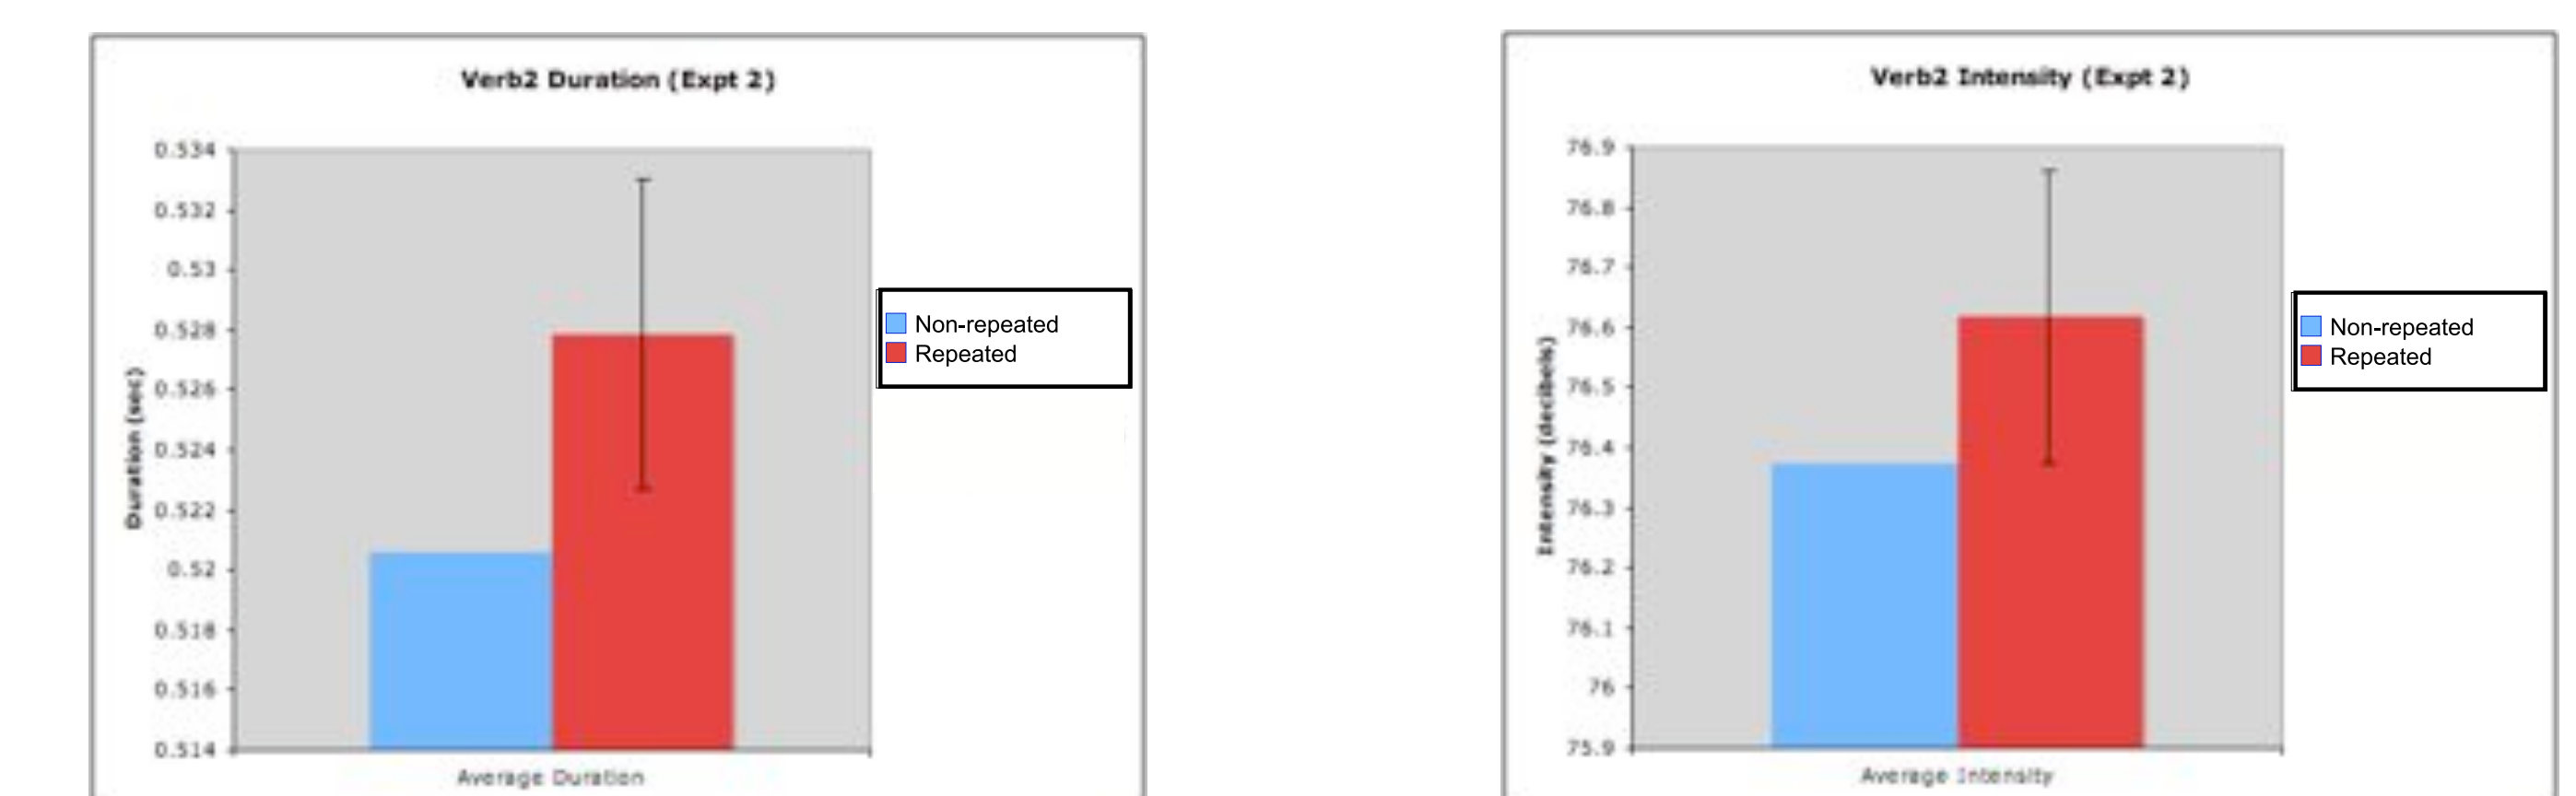 Verb2 Duration (Expt 2)
0.534
0.532
0.53
0.528
0.526
0.524
0.522
0.52
0.518
0.516
0.514
Duration (sec)
Average Duration
Non-repeated
Repeated
Verb2 Intensity (Expt 2)
76.9
76.8
76.7
76.6
76.5
76.4
76.3
76.2
76.1
76
75.9
Intensity (decibels)
Average Intensity
Non-repeated
Repeated